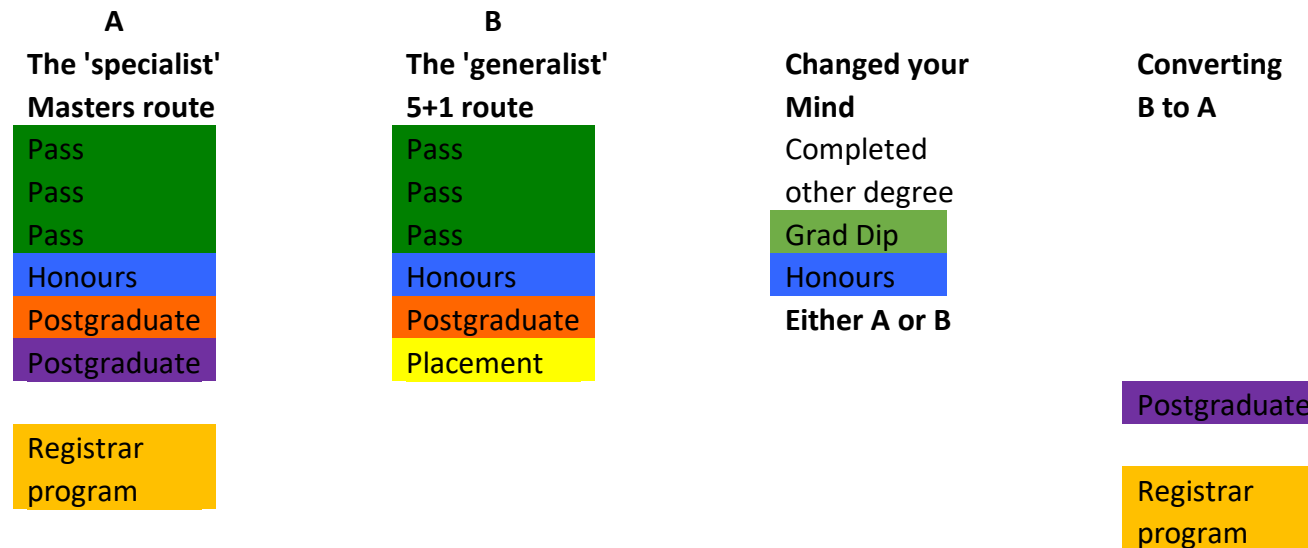 A
The 'specialist'
Masters route
Pass
Pass
Pass
Honours
Postgraduate
Postgraduate
Registrar
program
B
The 'generalist'
5+1 route
Pass
Pass
Pass
Honours
Postgraduate
Placement
Changed your
Mind
Completed
other degree
Grad Dip
Honours
Either A or B
Converting
B to A
Postgraduate
Registrar
program